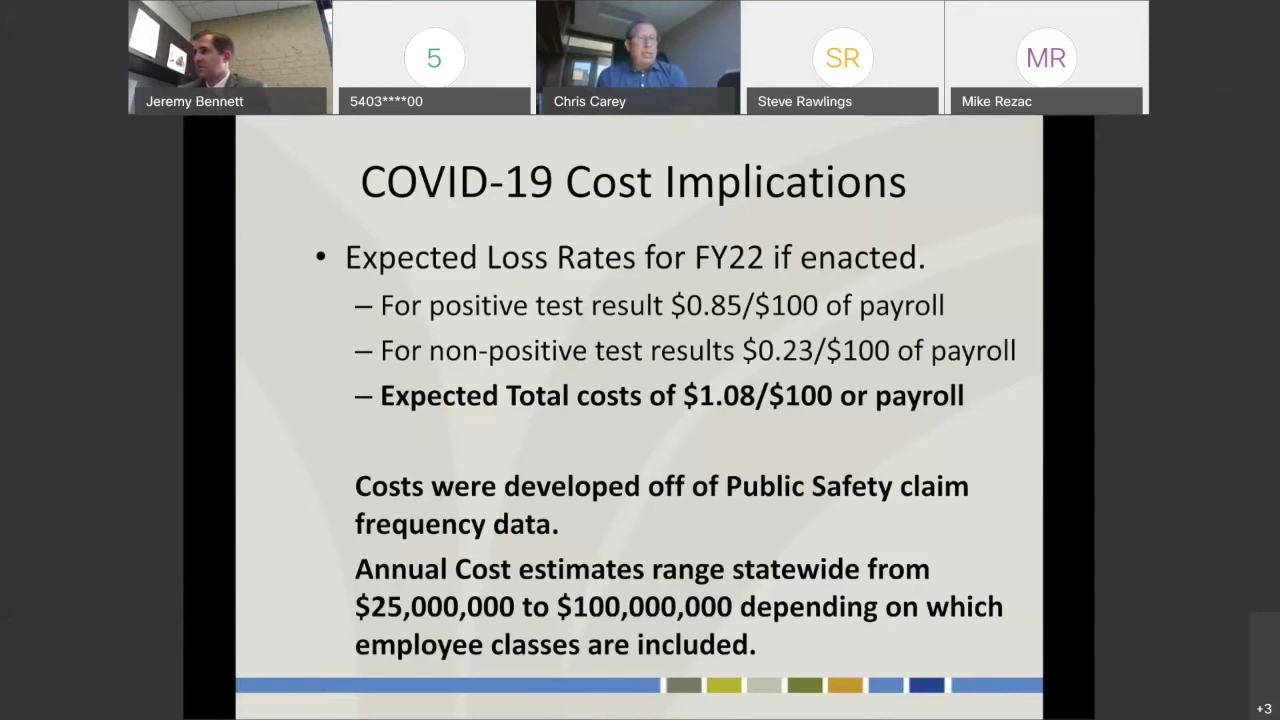 Jeremy Bennett
5
5403****00
Chris Carey
SR
Steve Rawlings
MR
Mike Rezac
COVID-19 Cost Implications
• Expected Loss Rates for FY22 if enacted.
– For positive test result $0.85/$100 of payroll
– For non-positive test results $0.23/$100 of payroll
– Expected Total costs of $1.08/$100 or payroll
Costs were developed off of Public Safety claim
frequency data.
Annual Cost estimates range statewide from
$25,000,000 to $100,000,000 depending on which
employee classes are included.
+3